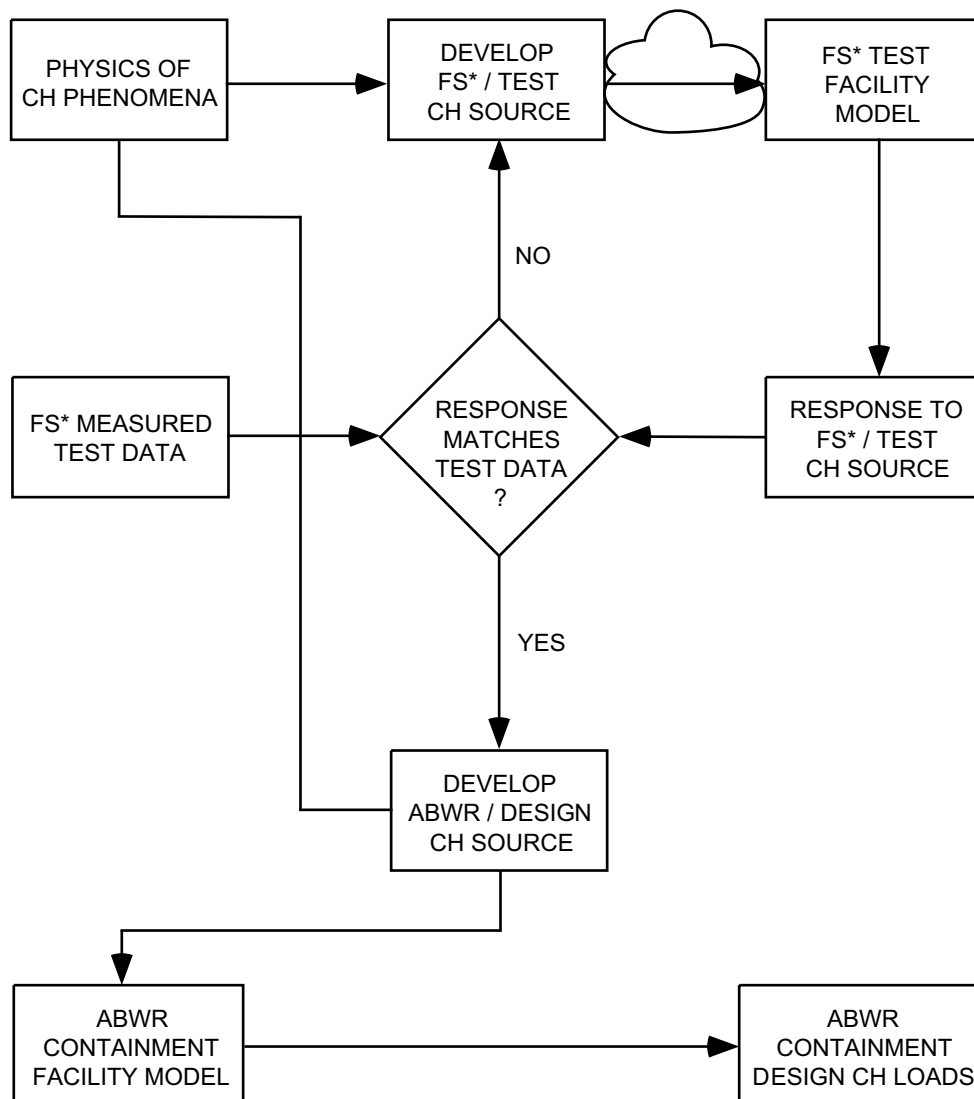 PHYSICS OF
CH PHENOMENA
DEVELOP
FS* / TEST
CH SOURCE
FS* TEST
FACILITY
MODEL
NO
FS* MEASURED
TEST DATA
RESPONSE
MATCHES
TEST DATA
?
RESPONSE TO
FS* / TEST
CH SOURCE
YES
DEVELOP
ABWR / DESIGN
CH SOURCE
ABWR
CONTAINMENT
FACILITY MODEL
ABWR
CONTAINMENT
DESIGN CH LOADS